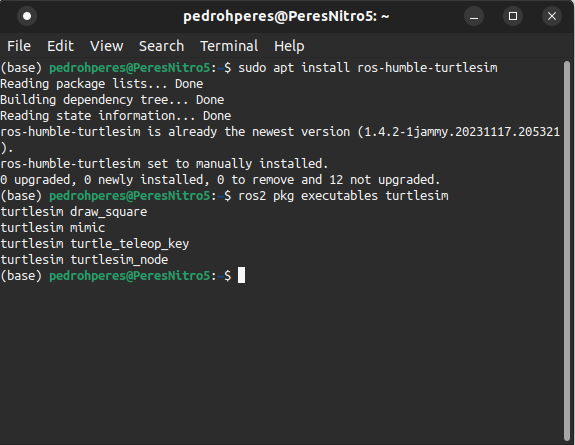 pedrohperes@PeresNitro5: ~
File Edit View Search Terminal Help
(base) pedrohperes@PeresNitro5:~$ sudo apt install ros-humble-turtlesim
Reading package lists... Done
Building dependency tree... Done
Reading state information... Done
ros-humble-turtlesim is already the newest version (1.4.2-1jammy.20231117.205321
).
ros-humble-turtlesim set to manually installed.
0 upgraded, 0 newly installed, 0 to remove and 12 not upgraded.
(base) pedrohperes@PeresNitro5:~$ ros2 pkg executables turtlesim
turtlesim draw_square
turtlesim mimic
turtlesim turtle_teleop_key
turtlesim turtlesim_node
(base) pedrohperes@PeresNitro5:~$